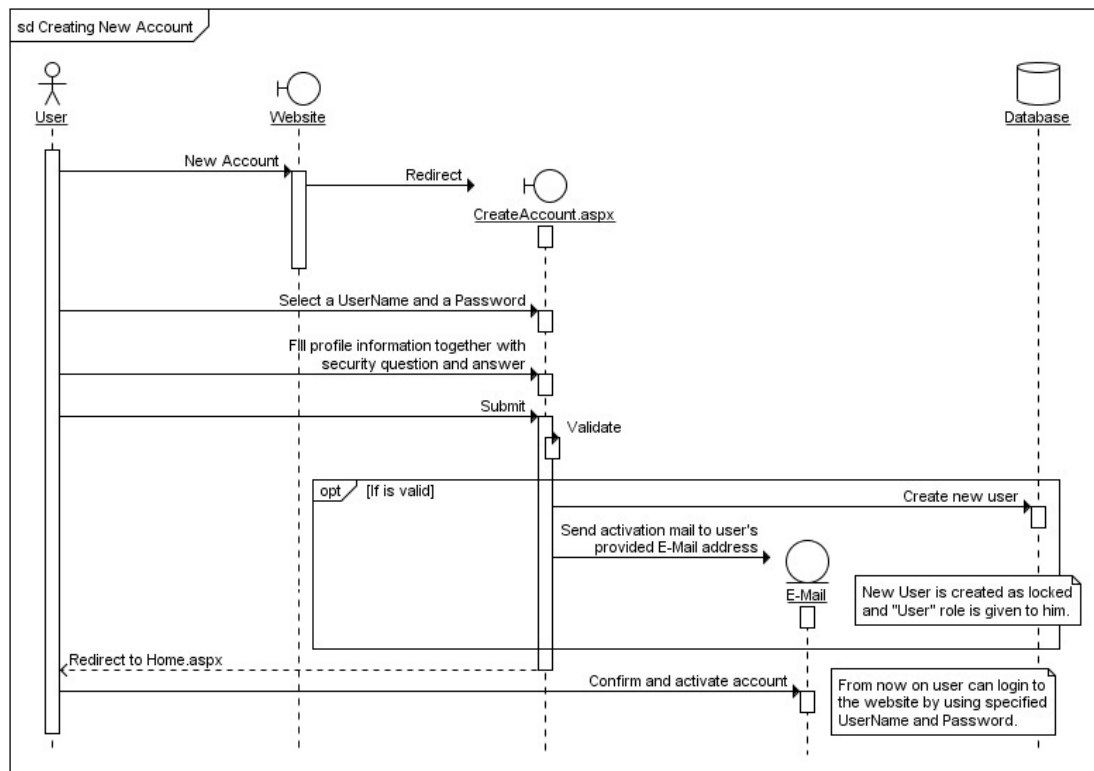 sd Creating New Account
User
Website
Database
New Account
Redirect
CreateAccount.aspx
Select a UserName and a Password
Fill profile information together with
security question and answer
Submit
Validate
opt
[If is valid]
Create new user
Send activation mail to user's
provided E-Mail address
E-Mail
New User is created as locked
and "User" role is given to him.
Redirect to Home.aspx
Confirm and activate account
From now on user can login to
the website by using specified
UserName and Password.